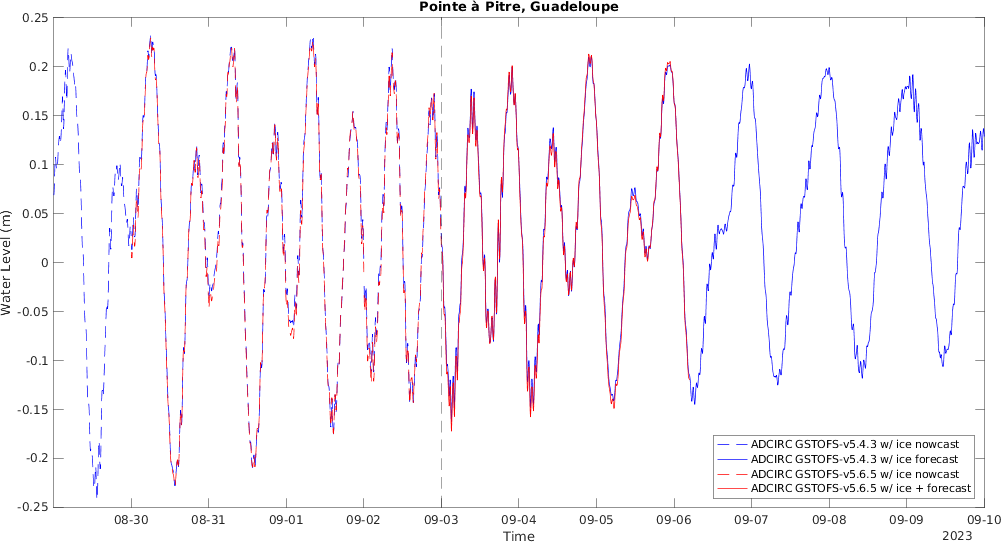 Pointe à Pitre, Guadeloupe
0.25
0.2
0.15
0.1
0.05
0
-0.05
-0.1
-0.15
-0.2
-0.25
Water Level (m)
ADCIRC GSTOFS-v5.4.3 w/ ice nowcast
ADCIRC GSTOFS-v5.4.3 w/ ice forecast
ADCIRC GSTOFS-v5.6.5 w/ ice nowcast
ADCIRC GSTOFS-v5.6.5 w/ ice + forecast
08-30 08-31 09-01 09-02 09-03 09-04 09-05 09-06 09-07 09-08 09-09 09-10
Time
2023